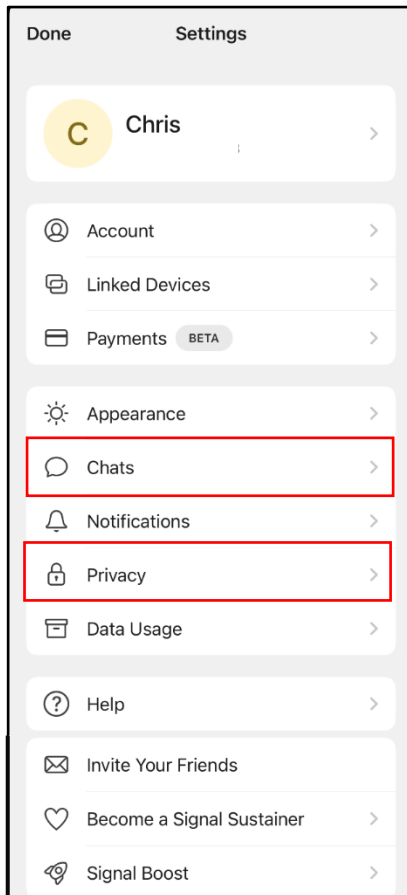 Done Settings
C Chris
Account
Linked Devices
Payments BETA
Appearance
Chats
Notifications
Privacy
Data Usage
Help
Invite Your Friends
Become a Signal Sustainer
Signal Boost